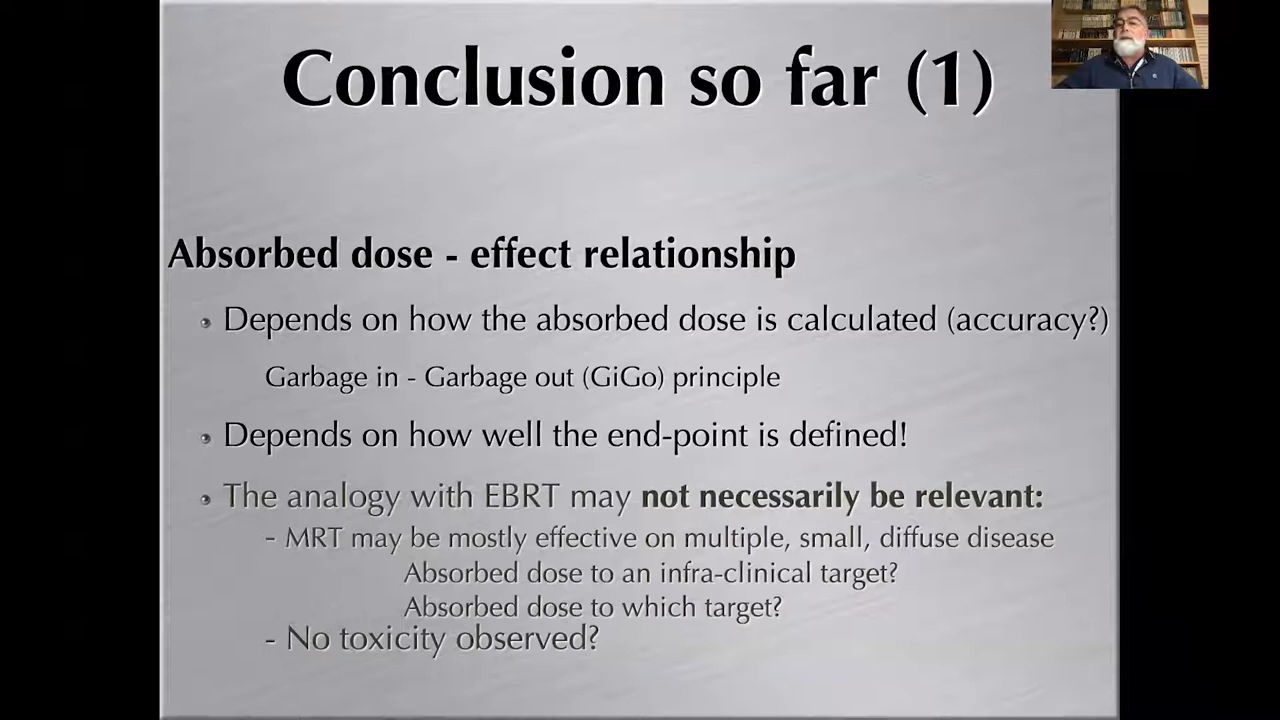 Conclusion so far (1)
Absorbed dose - effect relationship
• Depends on how the absorbed dose is calculated (accuracy?)
Garbage in - Garbage out (GiGo) principle
• Depends on how well the end-point is defined!
• The analogy with EBRT may not necessarily be relevant:
- MRT may be mostly effective on multiple, small, diffuse disease
Absorbed dose to an infra-clinical target?
Absorbed dose to which target?
- No toxicity observed?